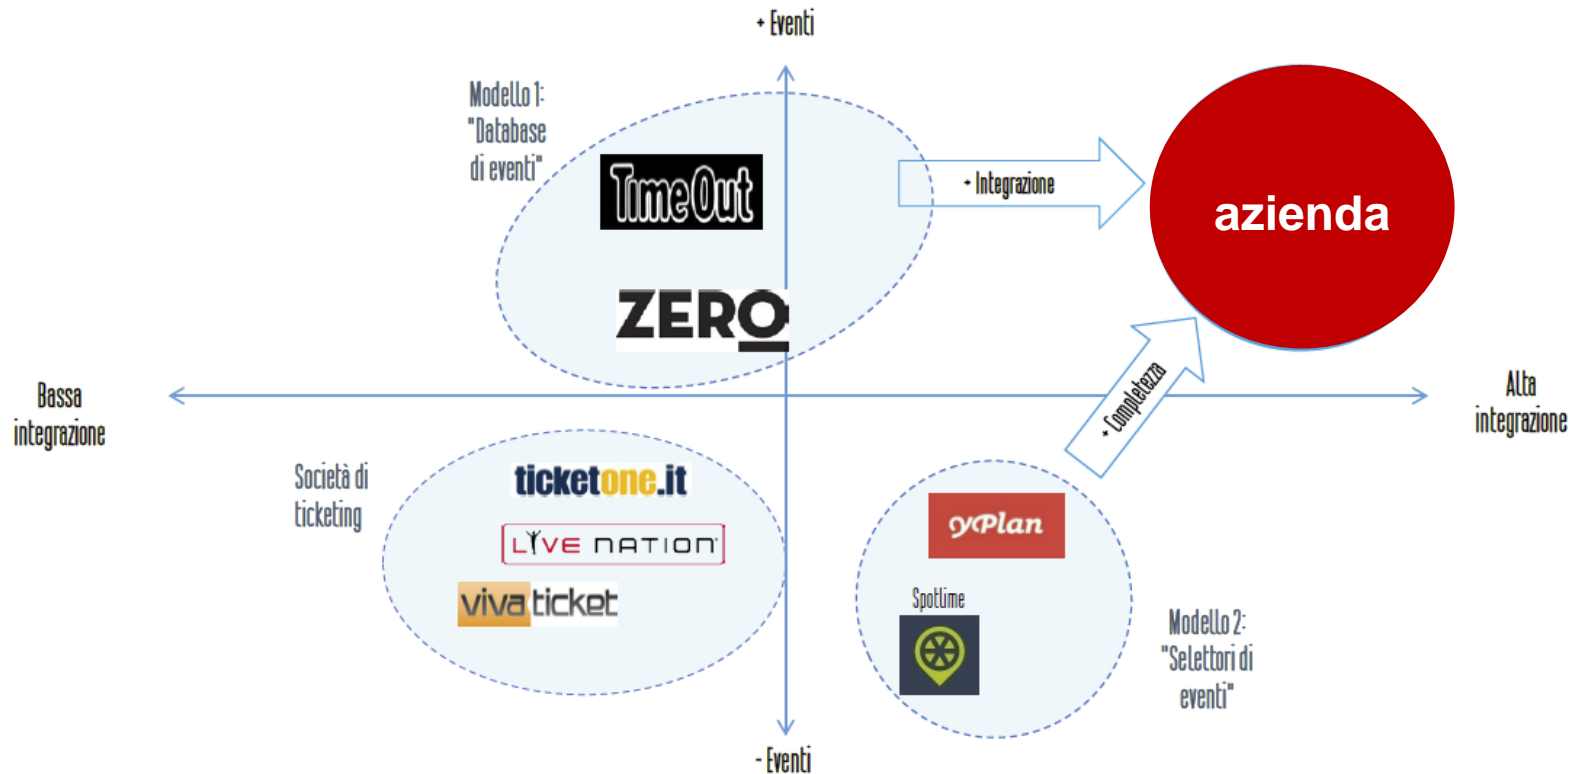 + Eventi
Modello 1:
"Database
di eventi"
TimeOut
ZERO
+ Integrazione
azienda
Bassa
integrazione
Alta
integrazione
+ Completezza
Società di
ticketing
ticketone.it
LIVE NATION
vivaticket
yPlan
Spotlime
Modello 2:
"Selettori di
eventi"
- Eventi